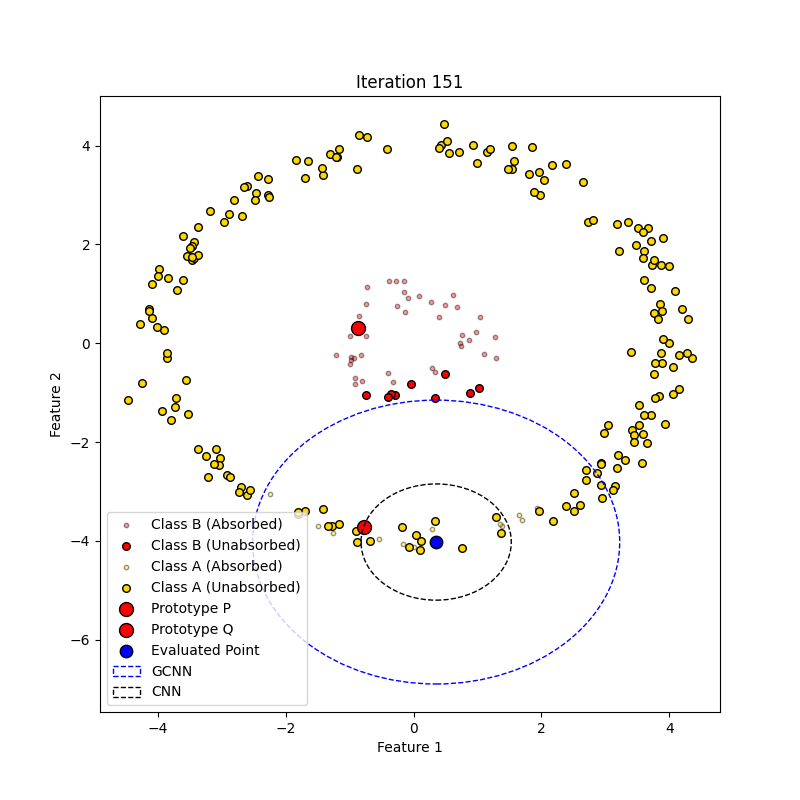 Iteration 151
4
2
0
−2
−4
−6
Feature 2
Class B (Absorbed)
Class B (Unabsorbed)
Class A (Absorbed)
Class A (Unabsorbed)
Prototype P
Prototype Q
Evaluated Point
GCNN
CNN
−4
−2
0
2
4
Feature 1